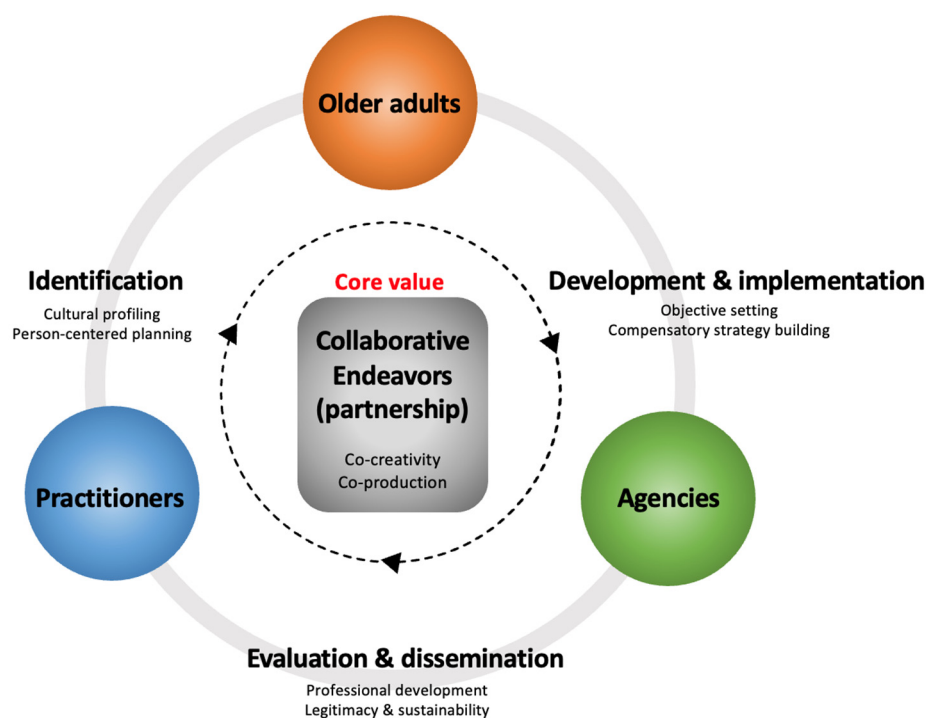 Older adults
Identification
Cultural profiling
Person-centered planning
Core value
Collaborative
Endeavors
(partnership)
Co-creativity
Co-production
Development & implementation
Objective setting
Compensatory strategy building
Practitioners
Agencies
Evaluation & dissemination
Professional development
Legitimacy & sustainability